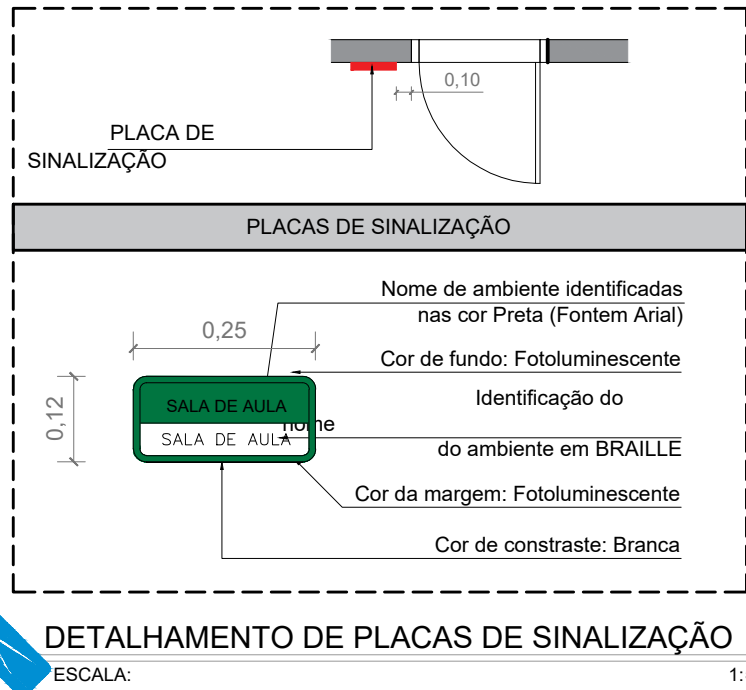 0,10
PLACA DE
SINALIZAÇÃO
PLACAS DE SINALIZAÇÃO
Nome de ambiente identificadas
nas cor Preta (Fontem Arial)
0,25
Cor de fundo: Fotoluminescente
0,12
SALA DE AULA
Identificação do
nome
SALA DE AULA
do ambiente em BRAILLE
Cor da margem: Fotoluminescente
Cor de constraste: Branca
DETALHAMENTO DE PLACAS DE SINALIZAÇÃO
ESCALA:
1: